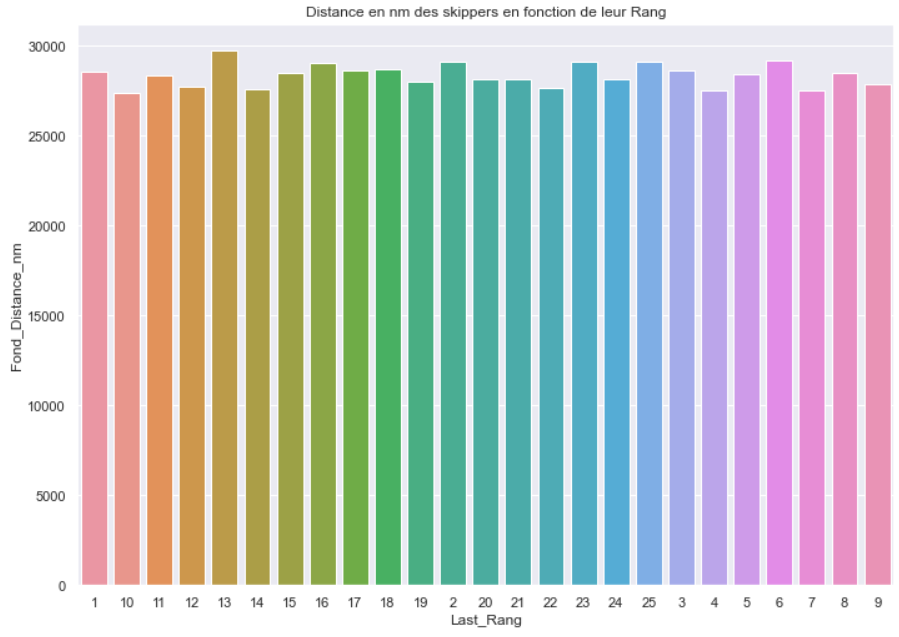 Distance en nm des skippers en fonction de leur Rang
30000
25000
20000
15000
10000
5000
0
Fond_Distance_nm
1 10 11 12 13 14 15 16 17 18 19 2 20 21 22 23 24 25 3 4 5 6 7 8 9
Last_Rang